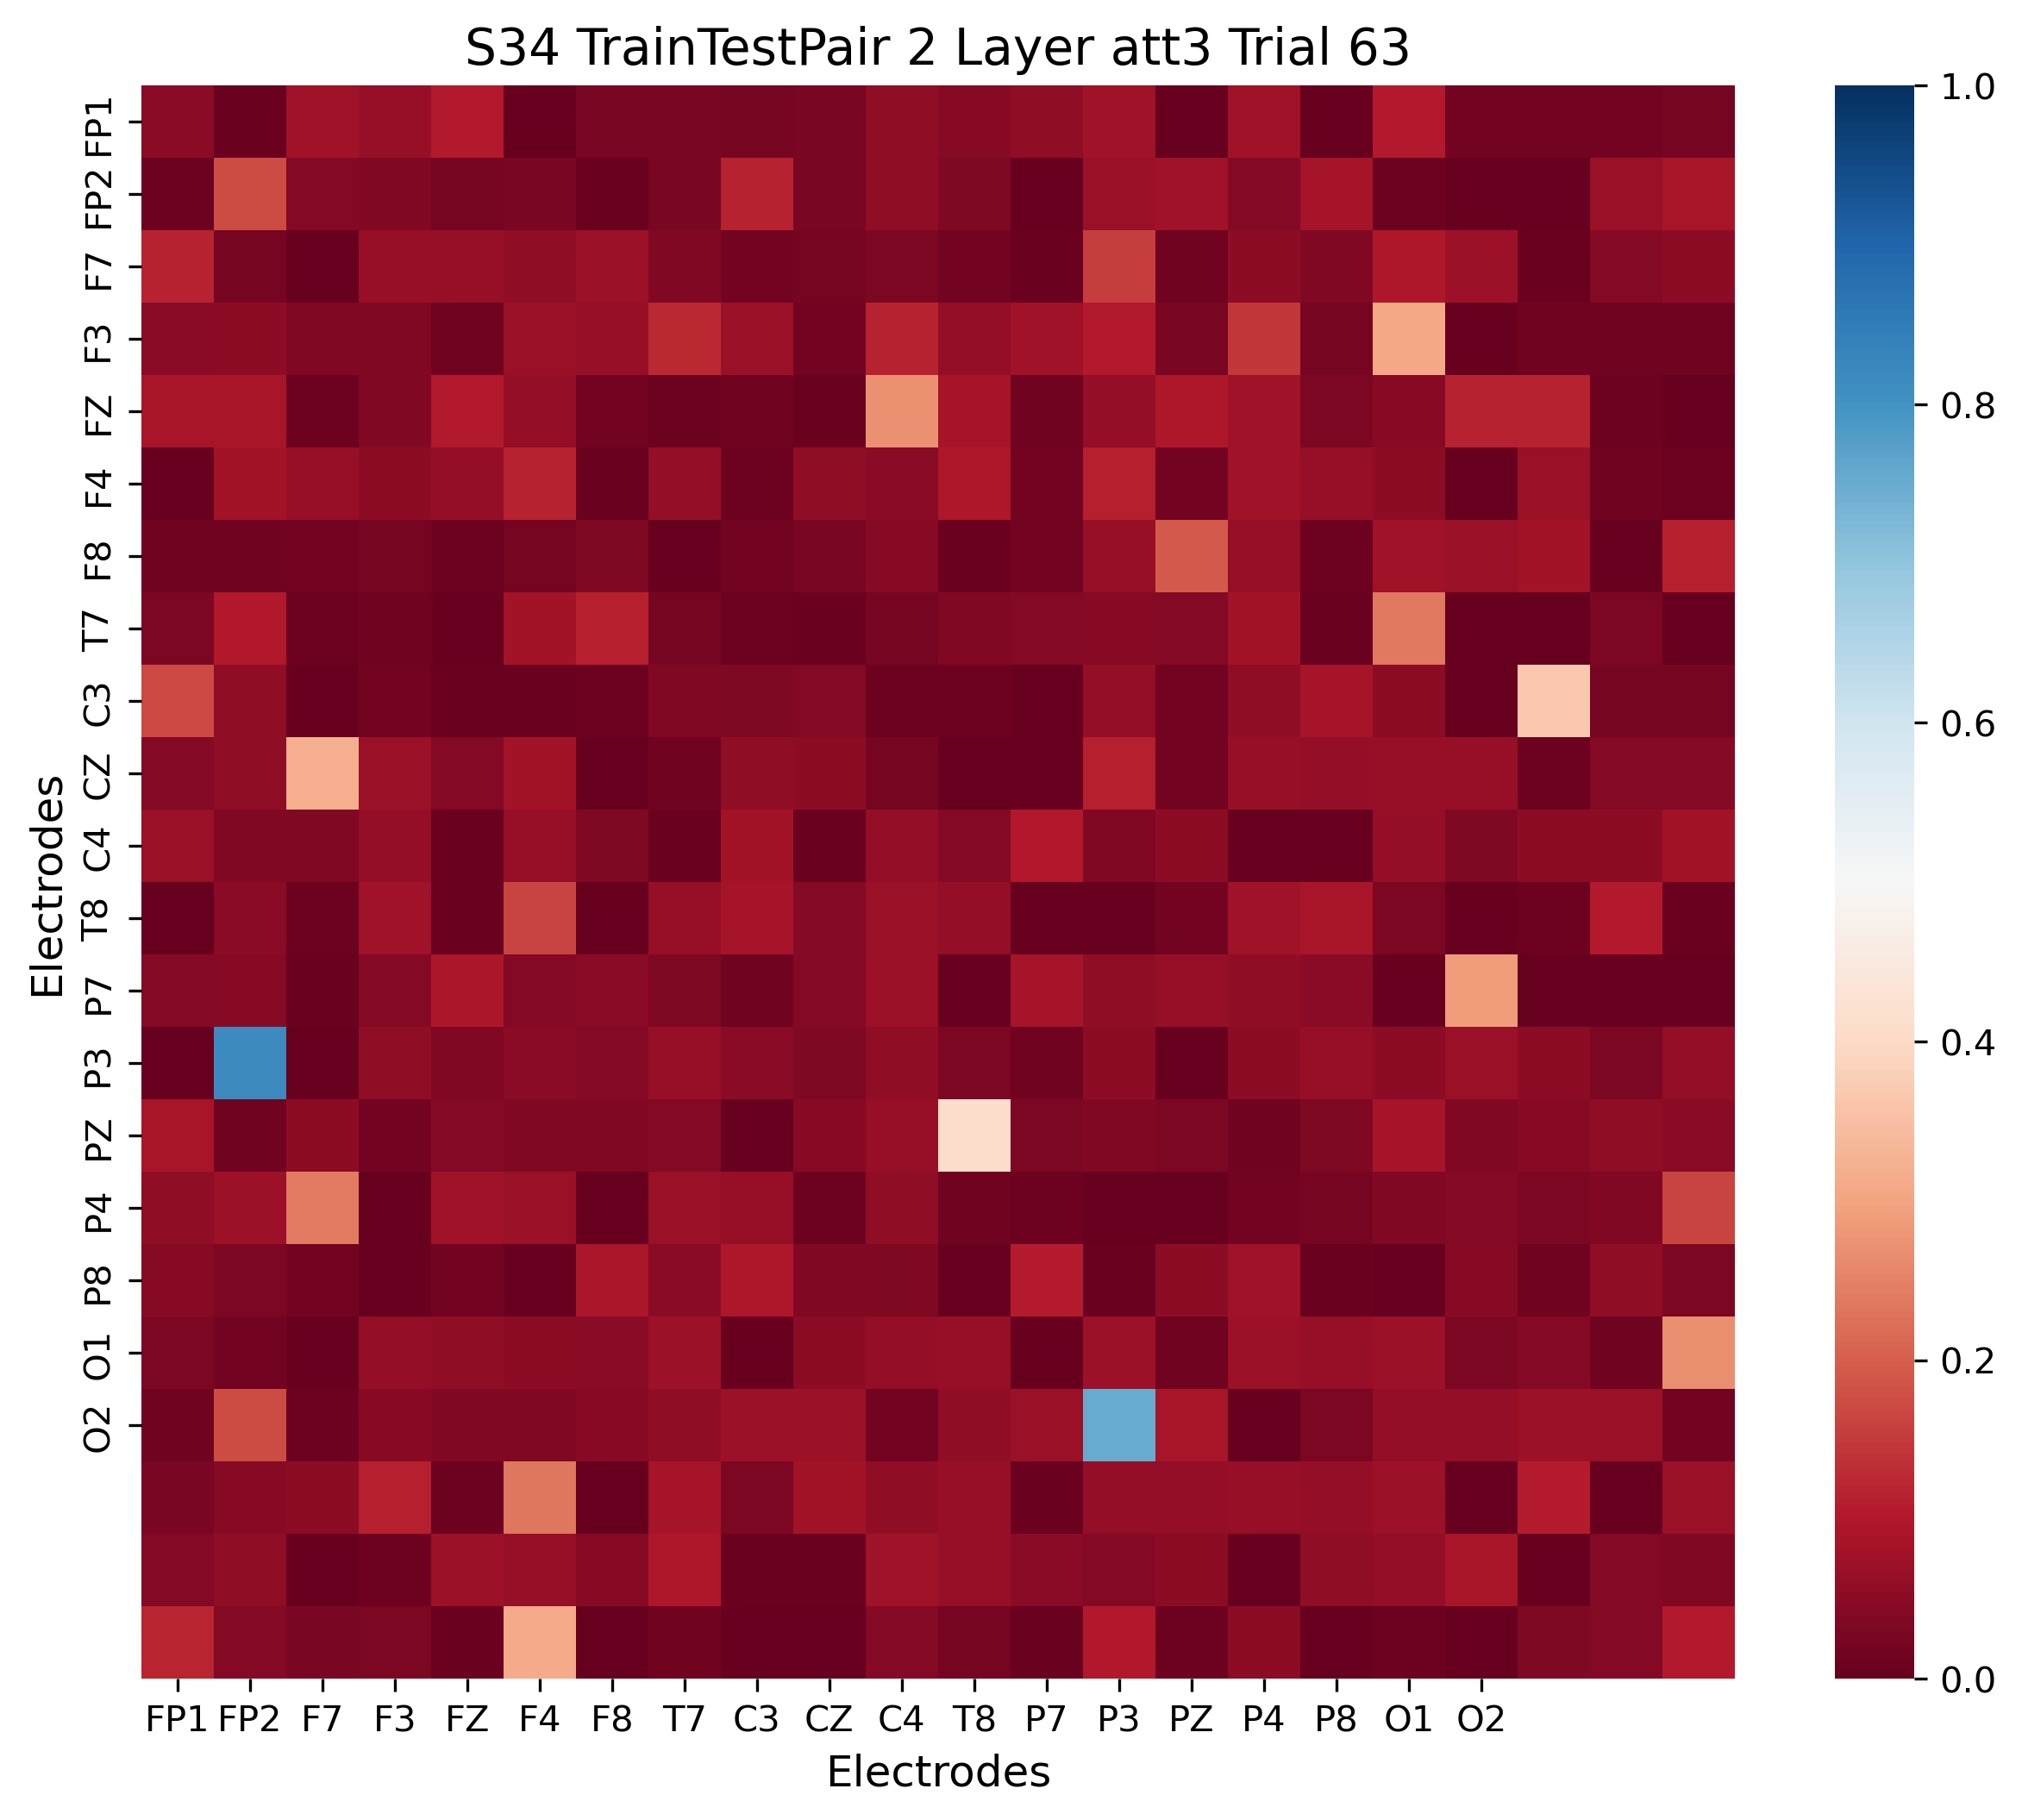 S34 TrainTestPair 2 Layer att3 Trial 63
Electrodes
FP1
FP2
F7
F3
FZ
F4
F8
T7
C3
CZ
C4
T8
P7
P3
PZ
P4
P8
O1
O2
FP1 FP2 F7 F3 FZ F4 F8 T7 C3 CZ C4 T8 P7 P3 PZ P4 P8 O1 O2
Electrodes
1.0
0.8
0.6
0.4
0.2
0.0